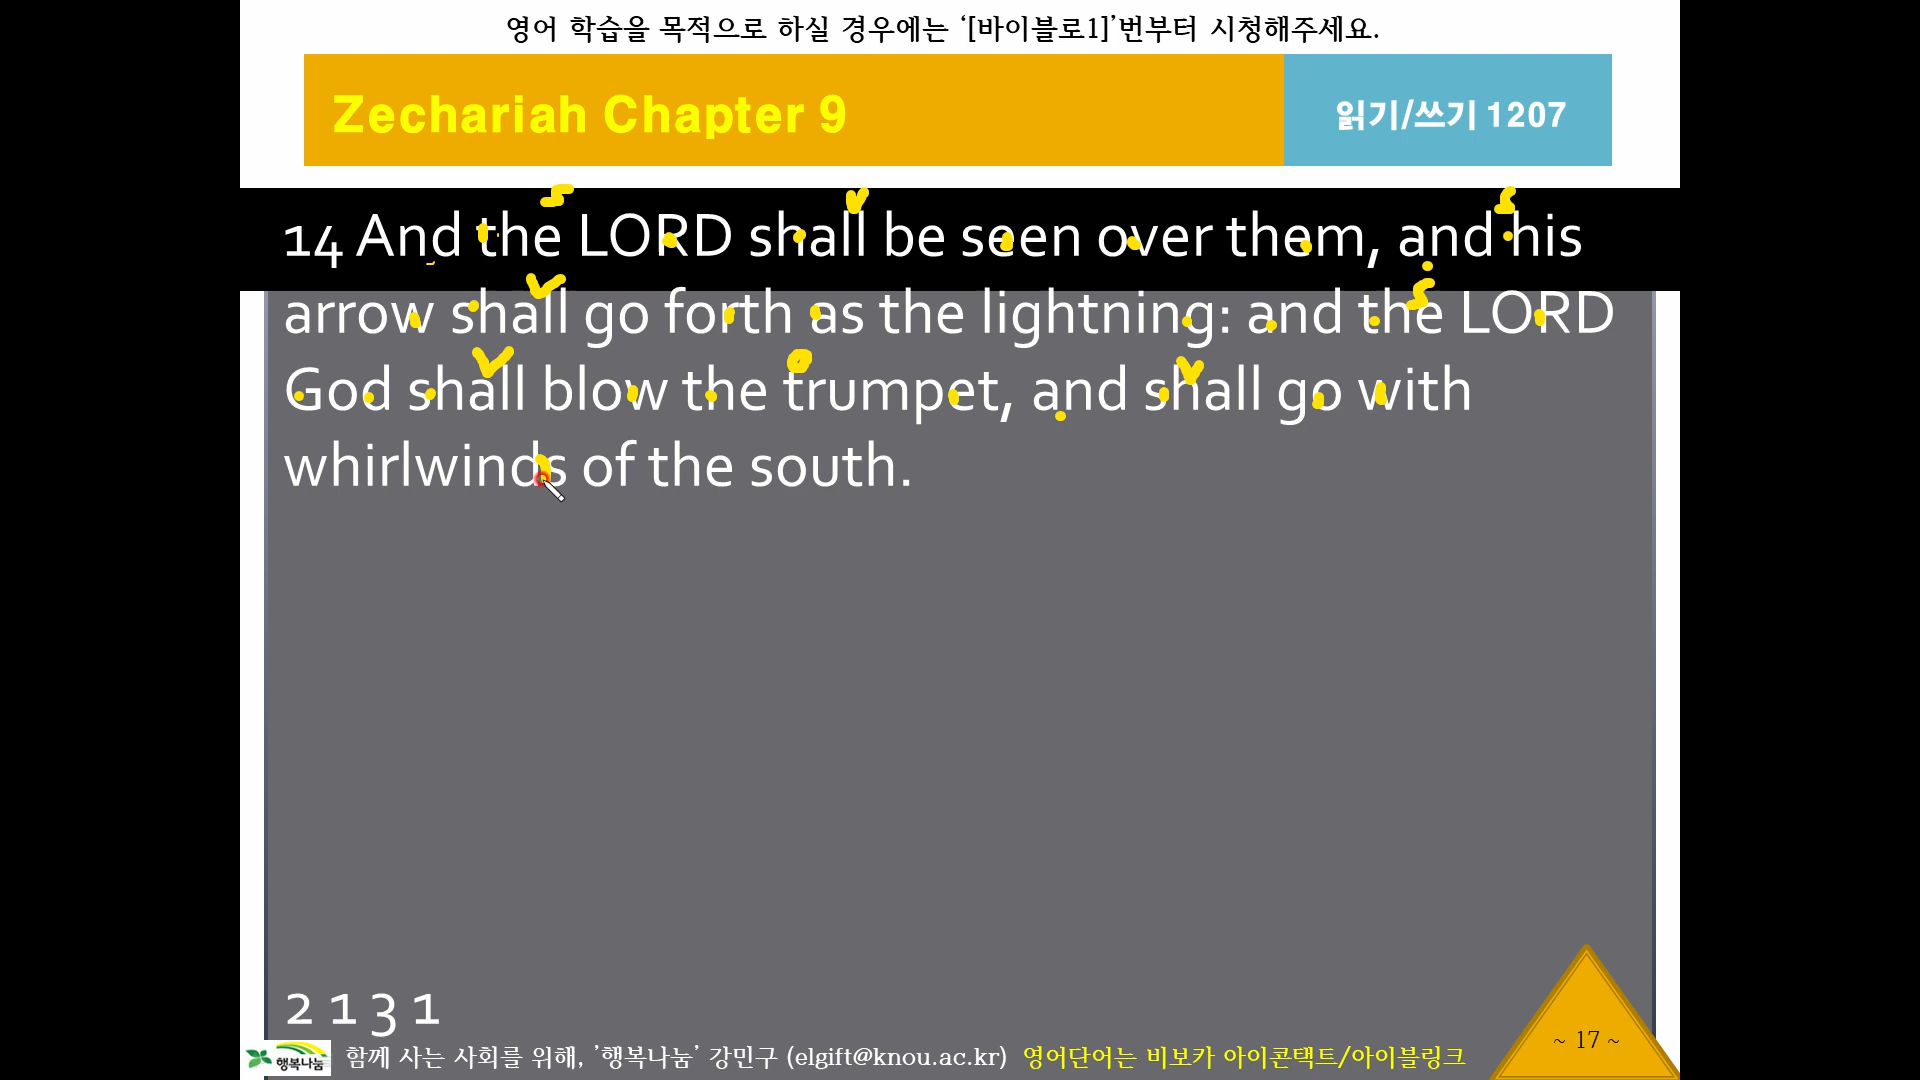 영어 학습을 목적으로 하실 경우에는 ‘[바이블로1]’번부터 시청해주세요.
Zechariah Chapter 9
읽기/쓰기 1207
S V S
14 And the LORD shall be seen over them, and his
V S
arrow shall go forth as the lightning: and the LORD
V o V
God shall blow the trumpet, and shall go with
whirlwinds of the south.
2 1 3 1
~ 17 ~
행복나눔 함께 사는 사회를 위해, ’행복나눔’ 강민구 (elgift@knou.ac.kr) 영어단어는 비보카 아이콘택트/아이블링크